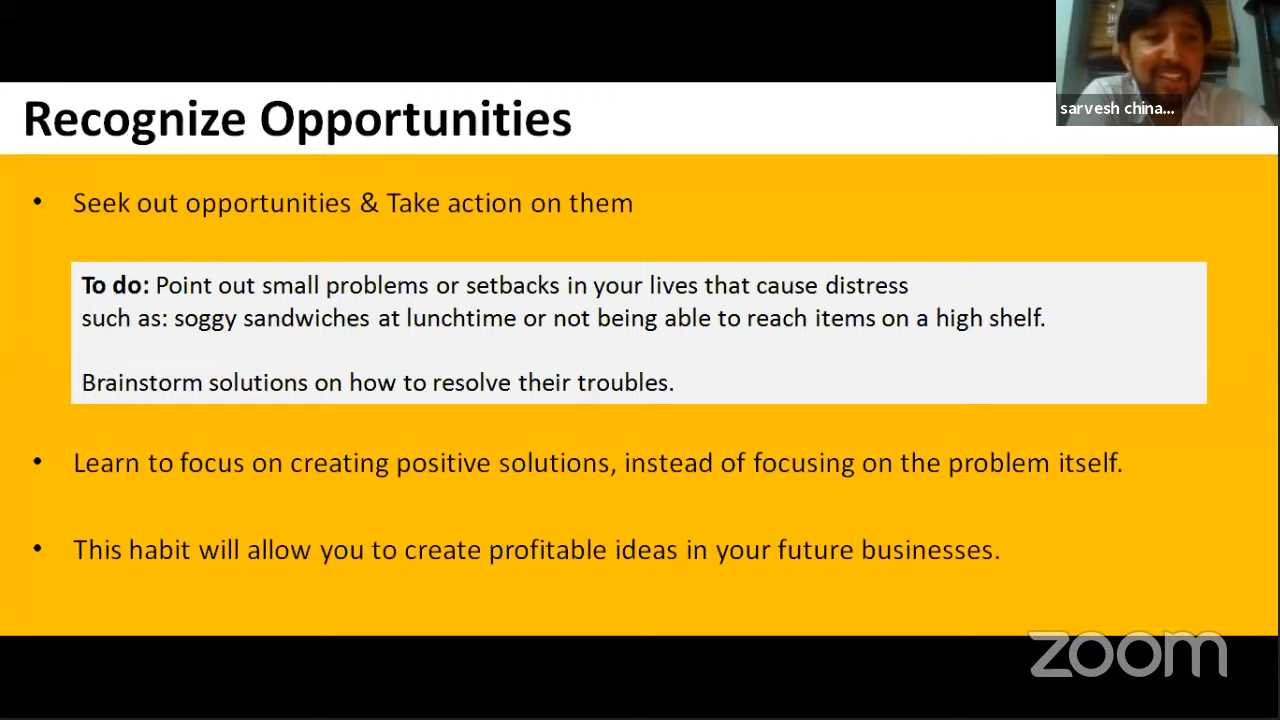 Recognize Opportunities
sarvesh china...
• Seek out opportunities & Take action on them
To do: Point out small problems or setbacks in your lives that cause distress
such as: soggy sandwiches at lunchtime or not being able to reach items on a high shelf.
Brainstorm solutions on how to resolve their troubles.
• Learn to focus on creating positive solutions, instead of focusing on the problem itself.
• This habit will allow you to create profitable ideas in your future businesses.
zoom